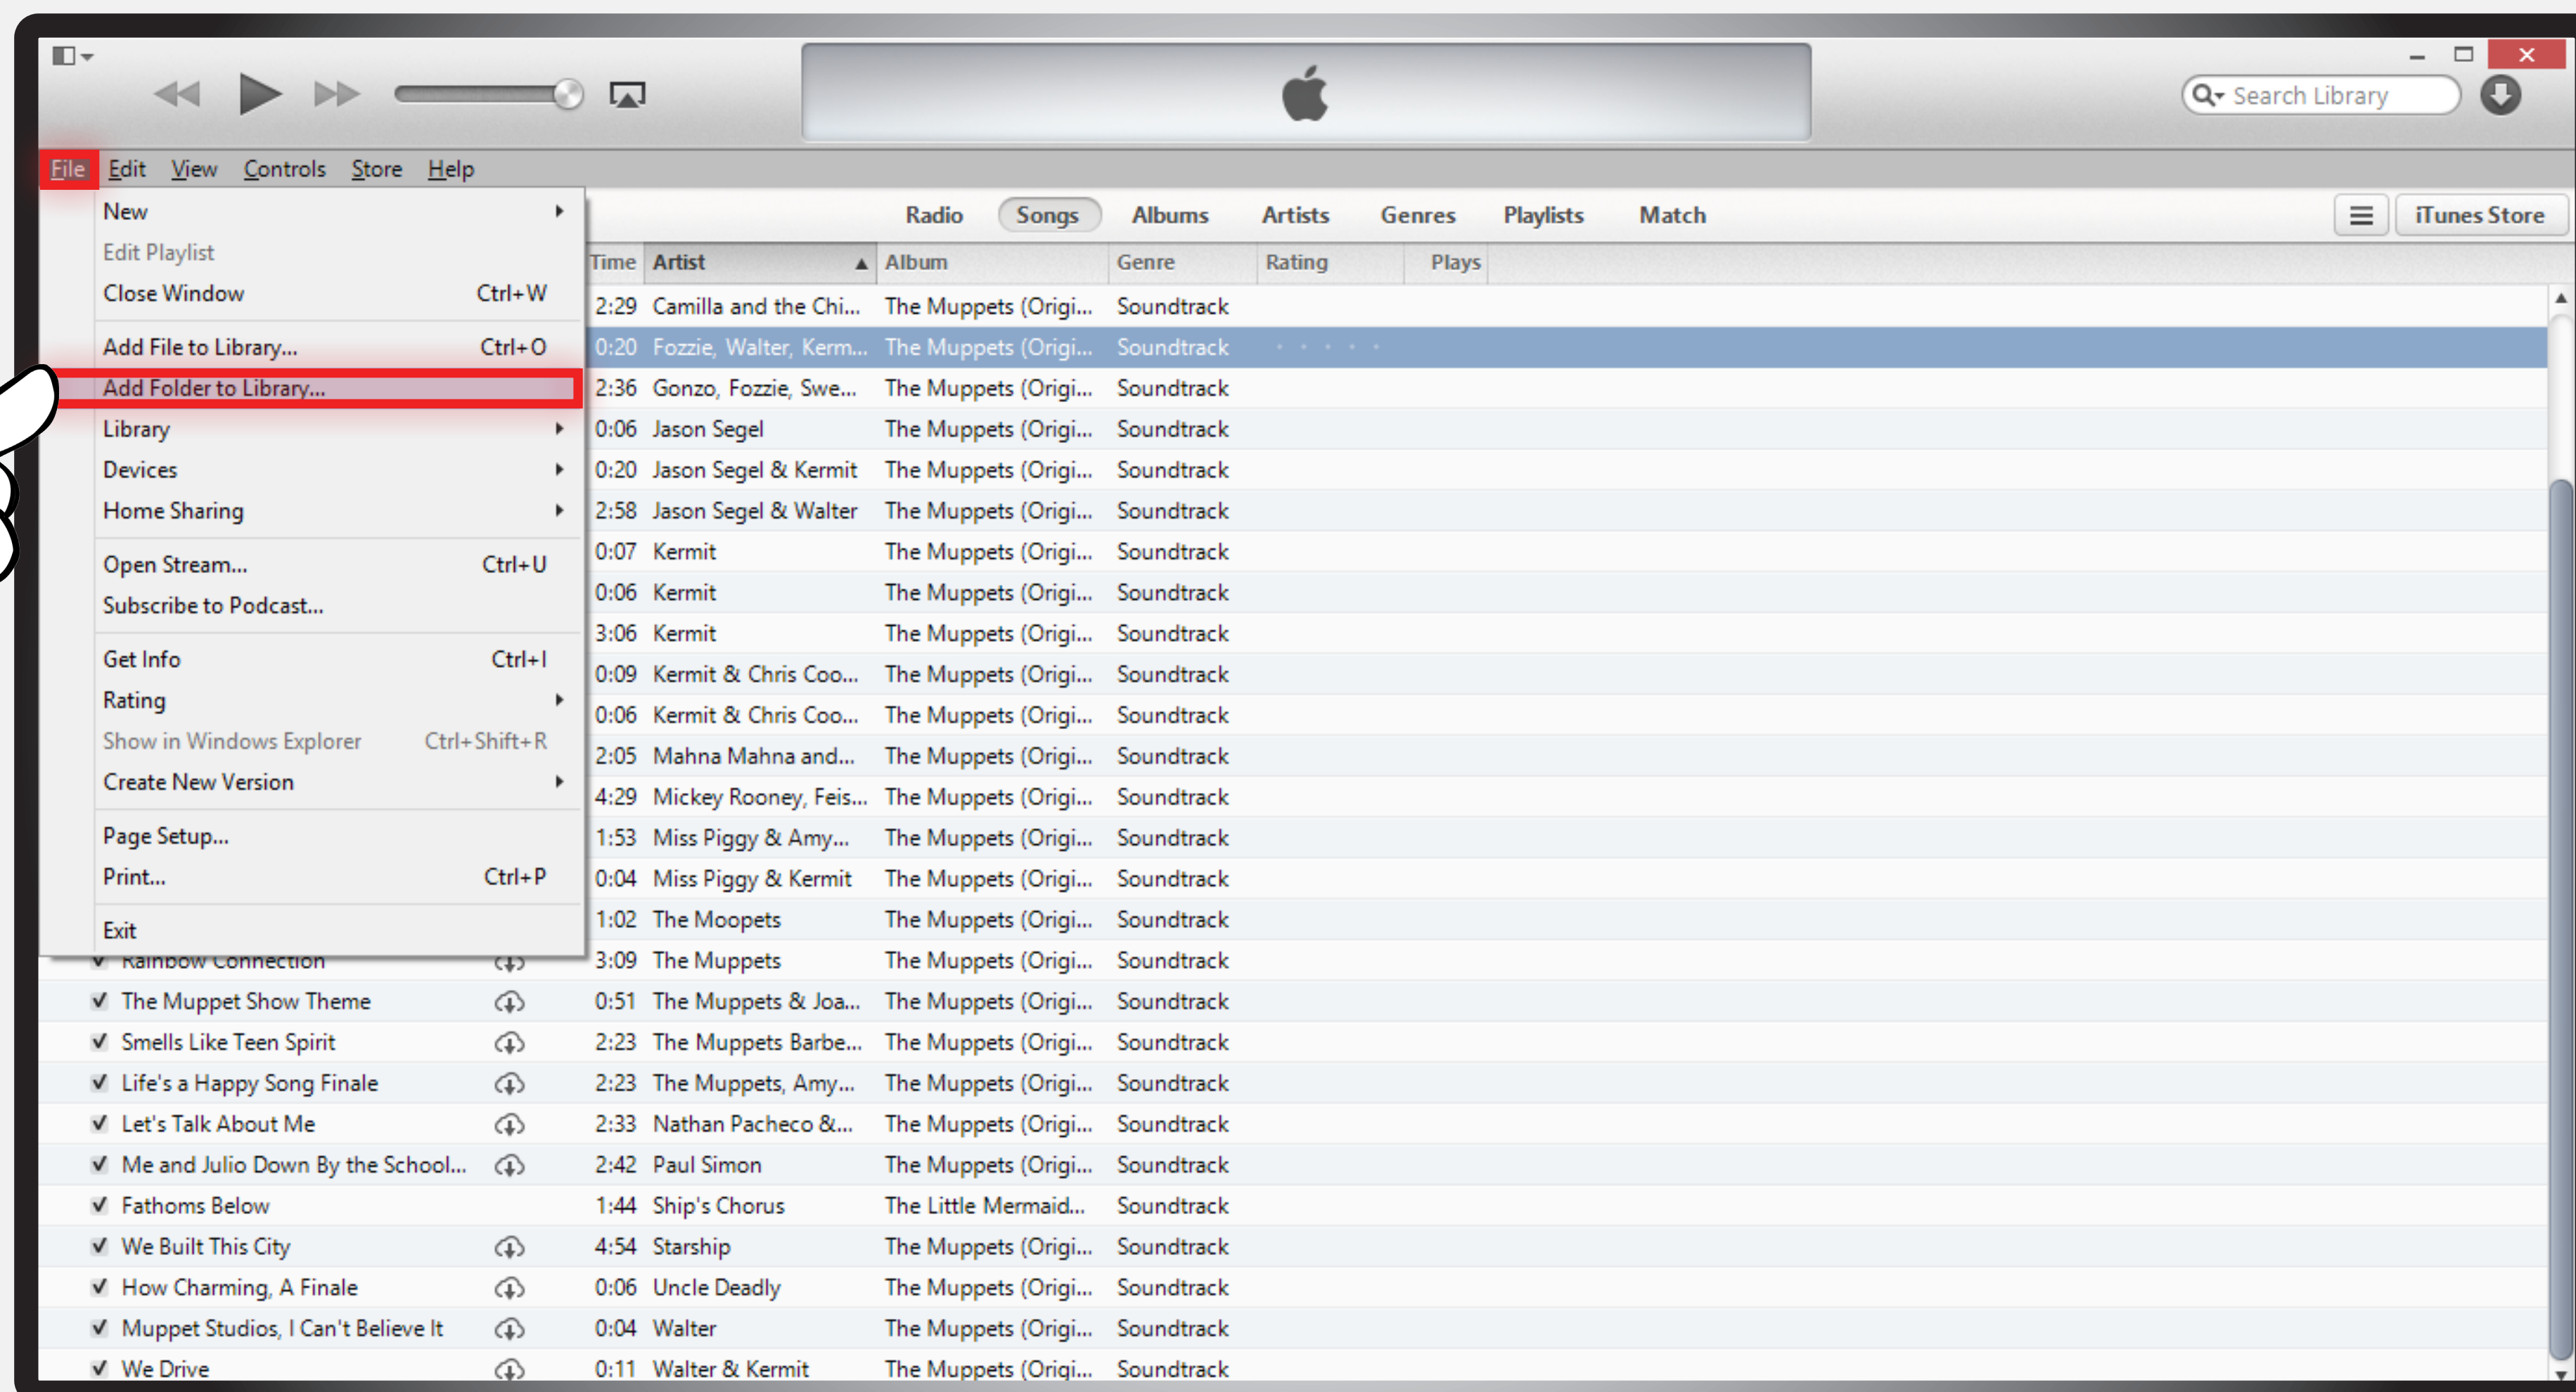 Search Library
File Edit View Controls Store Help
New
Edit Playlist
Close Window Ctrl+W
Add File to Library... Ctrl+O
Add Folder to Library...
Library
Devices
Home Sharing
Open Stream... Ctrl+U
Subscribe to Podcast...
Get Info Ctrl+I
Rating
Show in Windows Explorer Ctrl+Shift+R
Create New Version
Page Setup...
Print... Ctrl+P
Exit
Radio Songs Albums Artists Genres Playlists Match iTunes Store
Time Artist Album Genre Rating Plays
2:29 Camilla and the Chi... The Muppets (Origi... Soundtrack
0:20 Fozzie, Walter, Kerm... The Muppets (Origi... Soundtrack
2:36 Gonzo, Fozzie, Swe... The Muppets (Origi... Soundtrack
0:06 Jason Segel The Muppets (Origi... Soundtrack
0:20 Jason Segel & Kermit The Muppets (Origi... Soundtrack
2:58 Jason Segel & Walter The Muppets (Origi... Soundtrack
0:07 Kermit The Muppets (Origi... Soundtrack
0:06 Kermit The Muppets (Origi... Soundtrack
3:06 Kermit The Muppets (Origi... Soundtrack
0:09 Kermit & Chris Coo... The Muppets (Origi... Soundtrack
0:06 Kermit & Chris Coo... The Muppets (Origi... Soundtrack
2:05 Mahna Mahna and... The Muppets (Origi... Soundtrack
4:29 Mickey Rooney, Feis... The Muppets (Origi... Soundtrack
1:53 Miss Piggy & Amy... The Muppets (Origi... Soundtrack
0:04 Miss Piggy & Kermit The Muppets (Origi... Soundtrack
1:02 The Moopets The Muppets (Origi... Soundtrack
Rainbow Connection 3:09 The Muppets The Muppets (Origi... Soundtrack
The Muppet Show Theme 0:51 The Muppets & Joa... The Muppets (Origi... Soundtrack
Smells Like Teen Spirit 2:23 The Muppets Barbe... The Muppets (Origi... Soundtrack
Life's a Happy Song Finale 2:23 The Muppets, Amy... The Muppets (Origi... Soundtrack
Let's Talk About Me 2:33 Nathan Pacheco &... The Muppets (Origi... Soundtrack
Me and Julio Down By the School... 2:42 Paul Simon The Muppets (Origi... Soundtrack
Fathoms Below 1:44 Ship's Chorus The Little Mermaid... Soundtrack
We Built This City 4:54 Starship The Muppets (Origi... Soundtrack
How Charming, A Finale 0:06 Uncle Deadly The Muppets (Origi... Soundtrack
Muppet Studios, I Can't Believe It 0:04 Walter The Muppets (Origi... Soundtrack
We Drive 0:11 Walter & Kermit The Muppets (Origi... Soundtrack